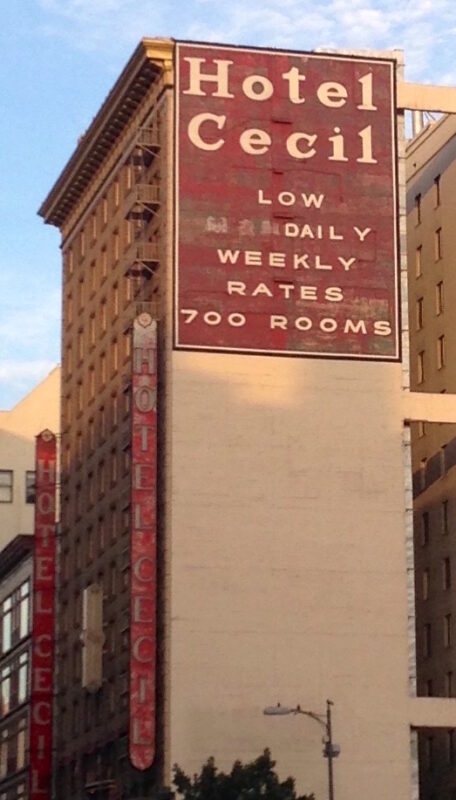 Hotel
Cecil
LOW
DAILY
WEEKLY
RATES
700 ROOMS
HOTEL CECIL
HOTEL CECIL